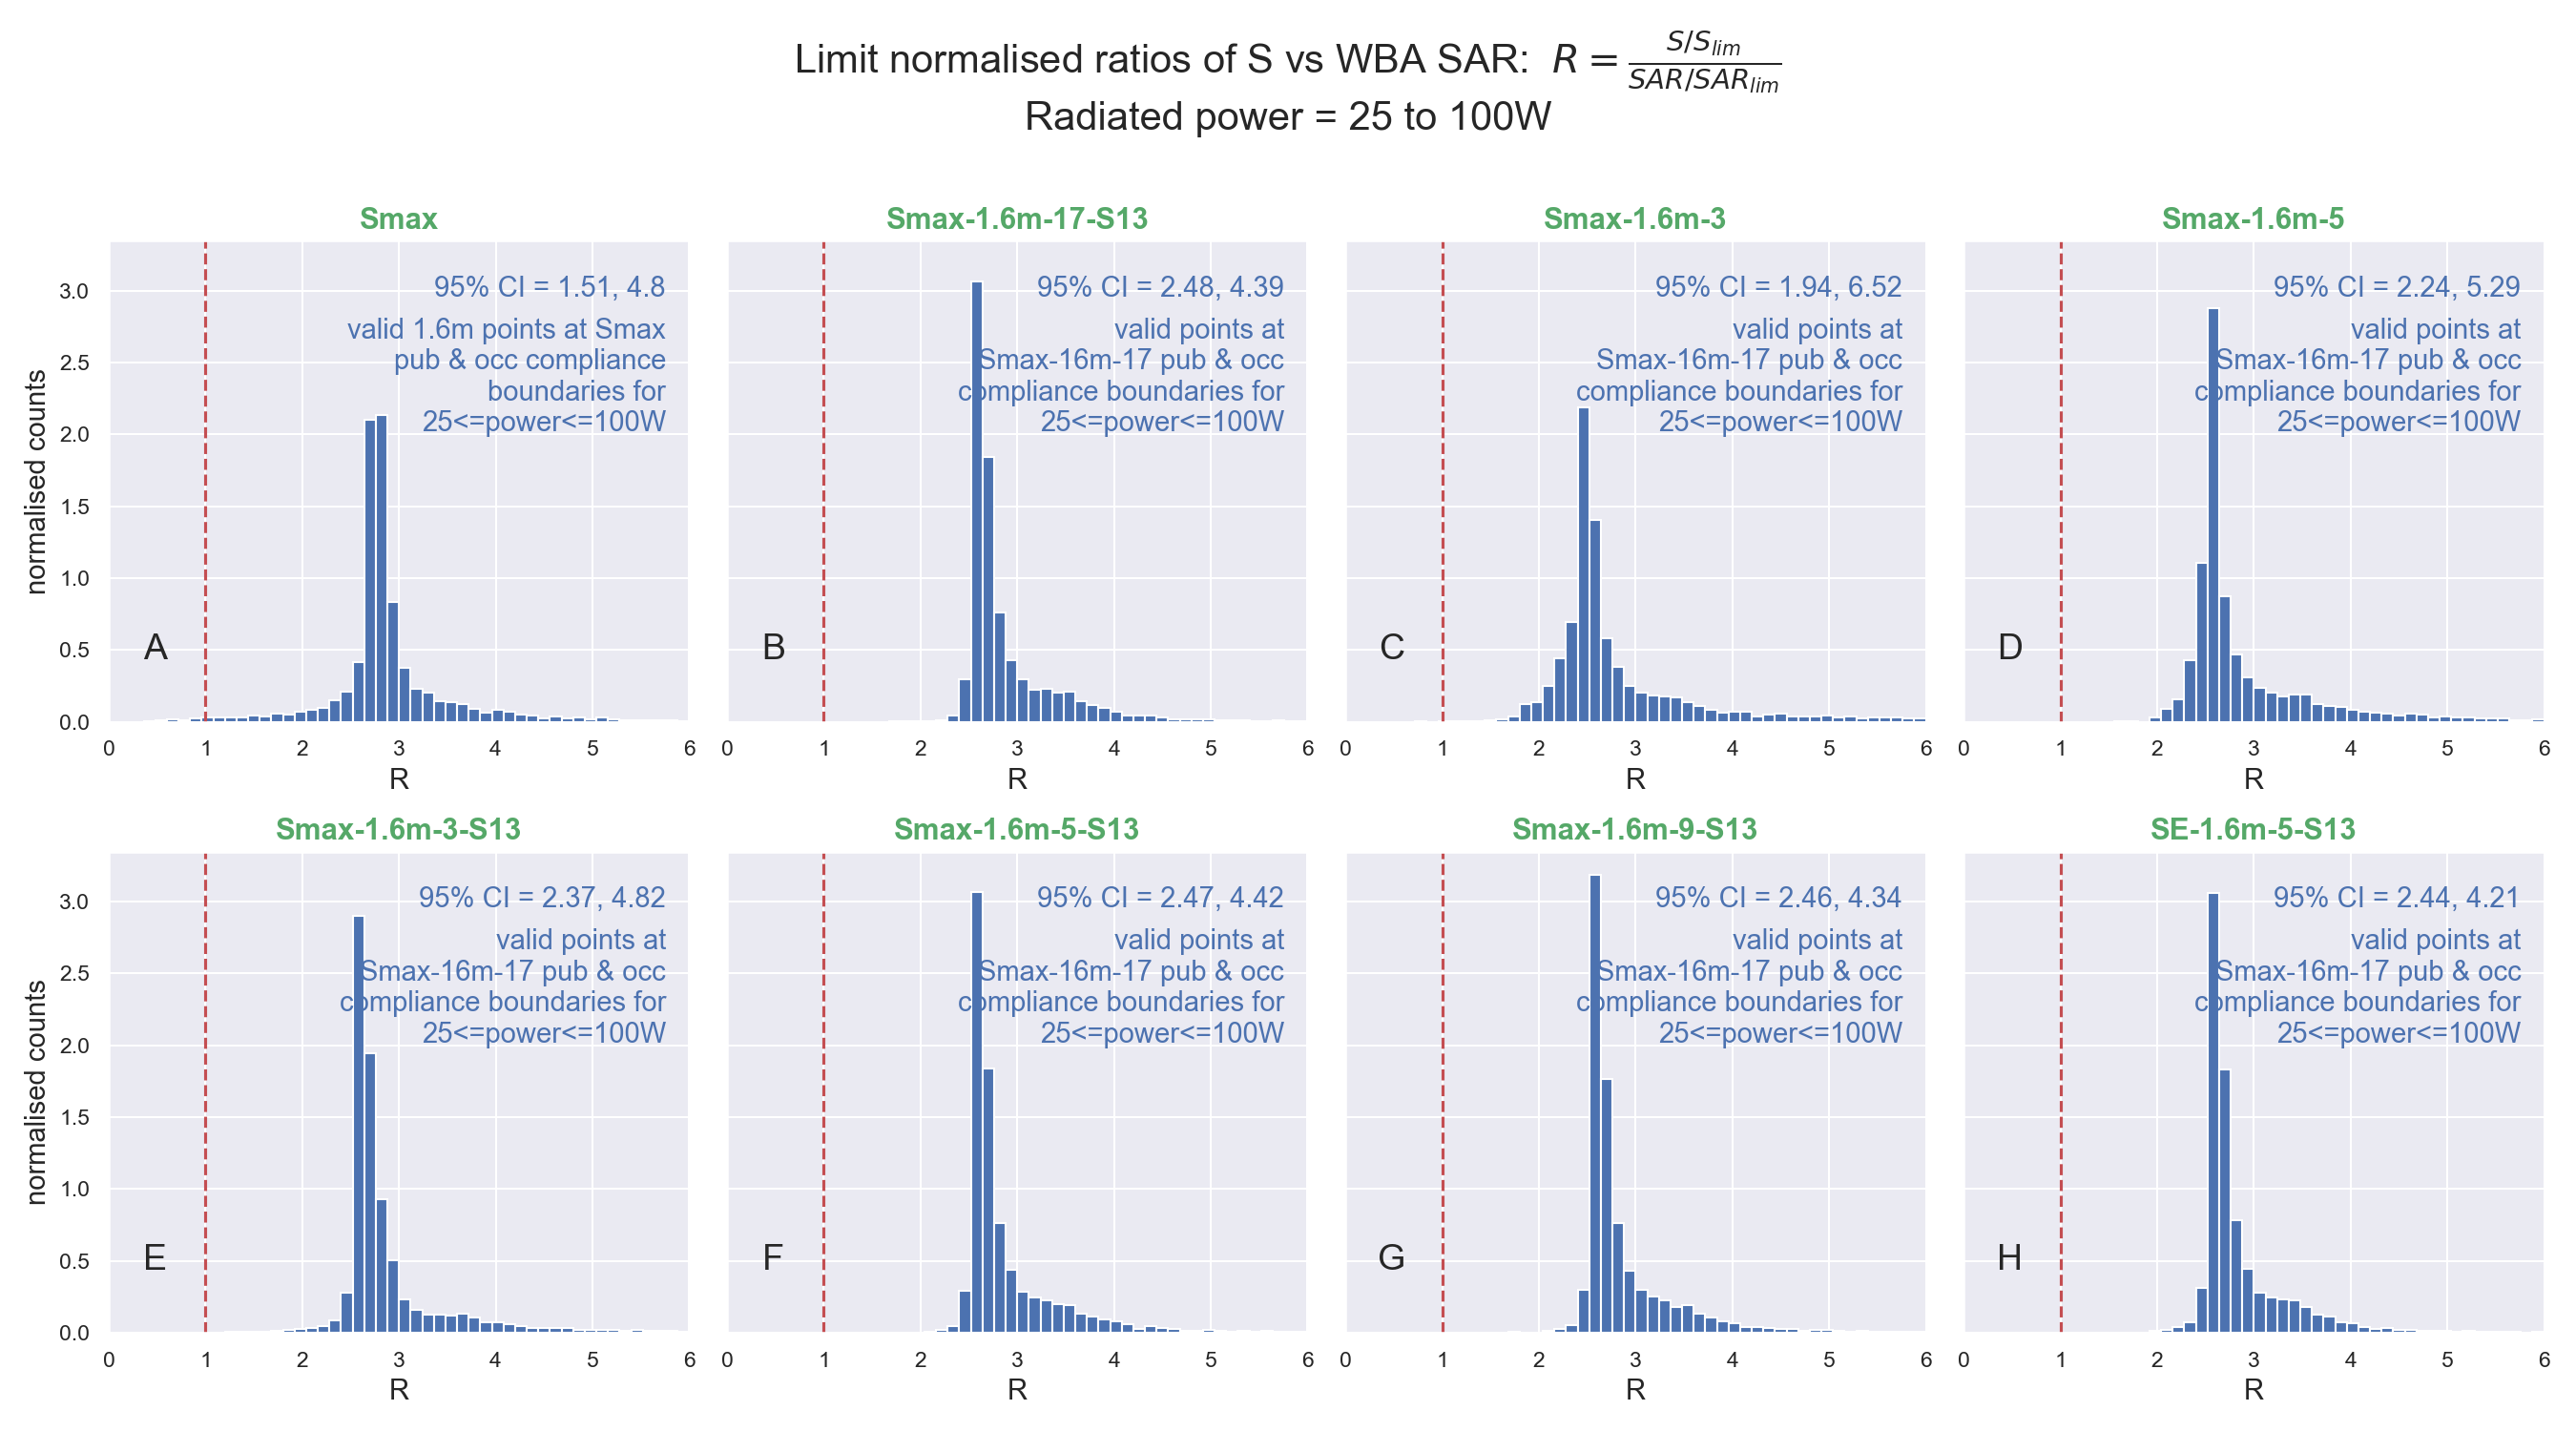 Limit normalised ratios of S vs WBA SAR: R = \frac{S/S_{lim}}{SAR/SAR_{lim}}
Radiated power = 25 to 100W
Smax
95% CI = 1.51, 4.8
valid 1.6m points at Smax
pub & occ compliance
boundaries for
25<=power<=100W
A
normalised counts
0.0
0.5
1.0
1.5
2.0
2.5
3.0
0 1 2 3 4 5 6
R
Smax-1.6m-17-S13
95% CI = 2.48, 4.39
valid points at
Smax-16m-17 pub & occ
compliance boundaries for
25<=power<=100W
B
0 1 2 3 4 5 6
R
Smax-1.6m-3
95% CI = 1.94, 6.52
valid points at
Smax-16m-17 pub & occ
compliance boundaries for
25<=power<=100W
C
0 1 2 3 4 5 6
R
Smax-1.6m-5
95% CI = 2.24, 5.29
valid points at
Smax-16m-17 pub & occ
compliance boundaries for
25<=power<=100W
D
0 1 2 3 4 5 6
R
Smax-1.6m-3-S13
95% CI = 2.37, 4.82
valid points at
Smax-16m-17 pub & occ
compliance boundaries for
25<=power<=100W
E
normalised counts
0.0
0.5
1.0
1.5
2.0
2.5
3.0
0 1 2 3 4 5 6
R
Smax-1.6m-5-S13
95% CI = 2.47, 4.42
valid points at
Smax-16m-17 pub & occ
compliance boundaries for
25<=power<=100W
F
0 1 2 3 4 5 6
R
Smax-1.6m-9-S13
95% CI = 2.46, 4.34
valid points at
Smax-16m-17 pub & occ
compliance boundaries for
25<=power<=100W
G
0 1 2 3 4 5 6
R
SE-1.6m-5-S13
95% CI = 2.44, 4.21
valid points at
Smax-16m-17 pub & occ
compliance boundaries for
25<=power<=100W
H
0 1 2 3 4 5 6
R